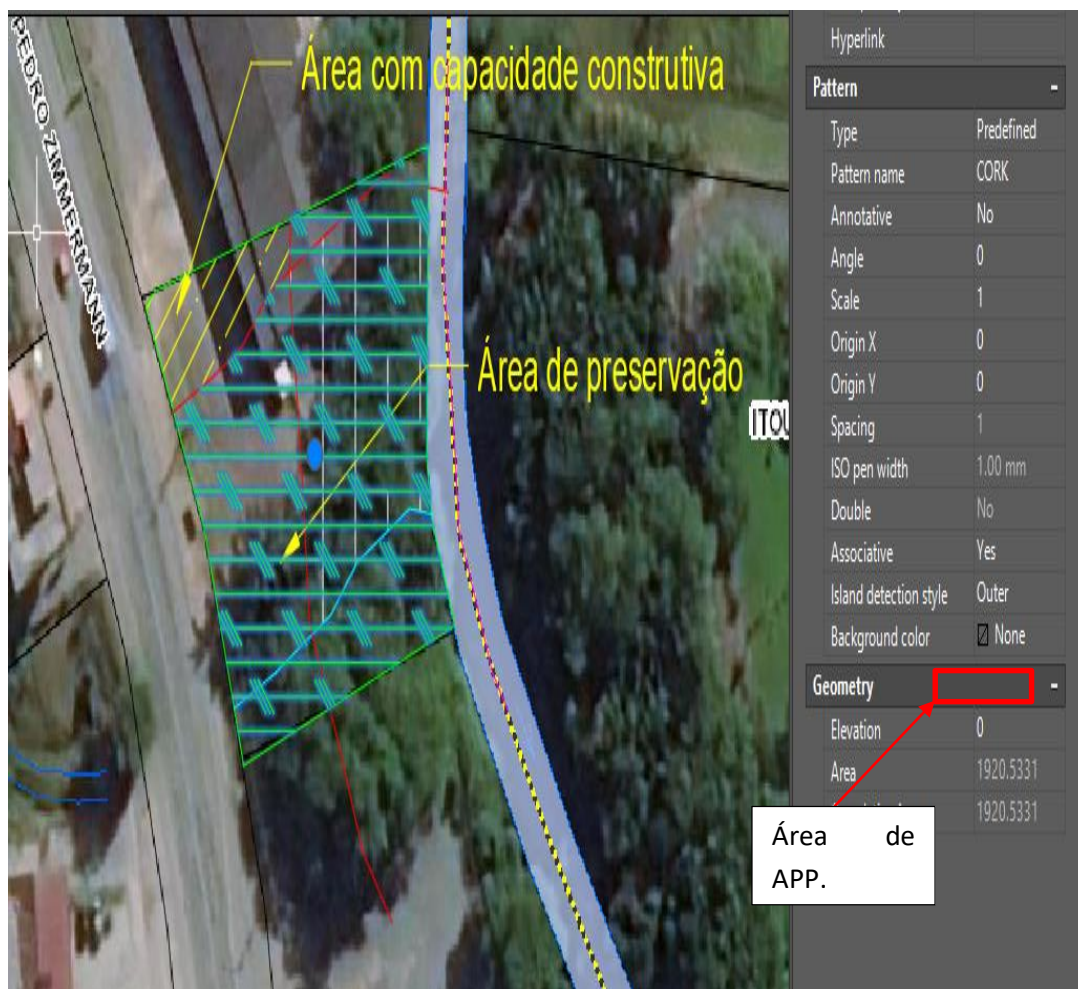 PEDRO. ZIMMERMANN
Área com capacidade construtiva
Área de preservação
ITOU
Hyperlink
Pattern -
Type Predefined
Pattern name CORK
Annotative No
Angle 0
Scale 1
Origin X 0
Origin Y 0
Spacing 1
ISO pen width 1.00 mm
Double No
Associative Yes
Island detection style Outer
Background color None
Geometry -
Elevation 0
Area 1920.5331
1920.5331
Área de
APP.